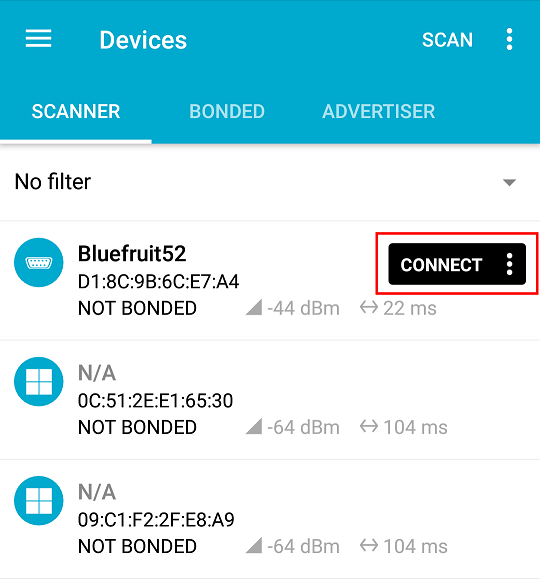 Devices SCAN
SCANNER BONDED ADVERTISER
No filter
Bluefruit52
CONNECT
D1:8C:9B:6C:E7:A4
NOT BONDED -44 dBm 22 ms
N/A
0C:51:2E:E1:65:30
NOT BONDED -64 dBm 104 ms
N/A
09:C1:F2:2F:E8:A9
NOT BONDED -64 dBm 104 ms